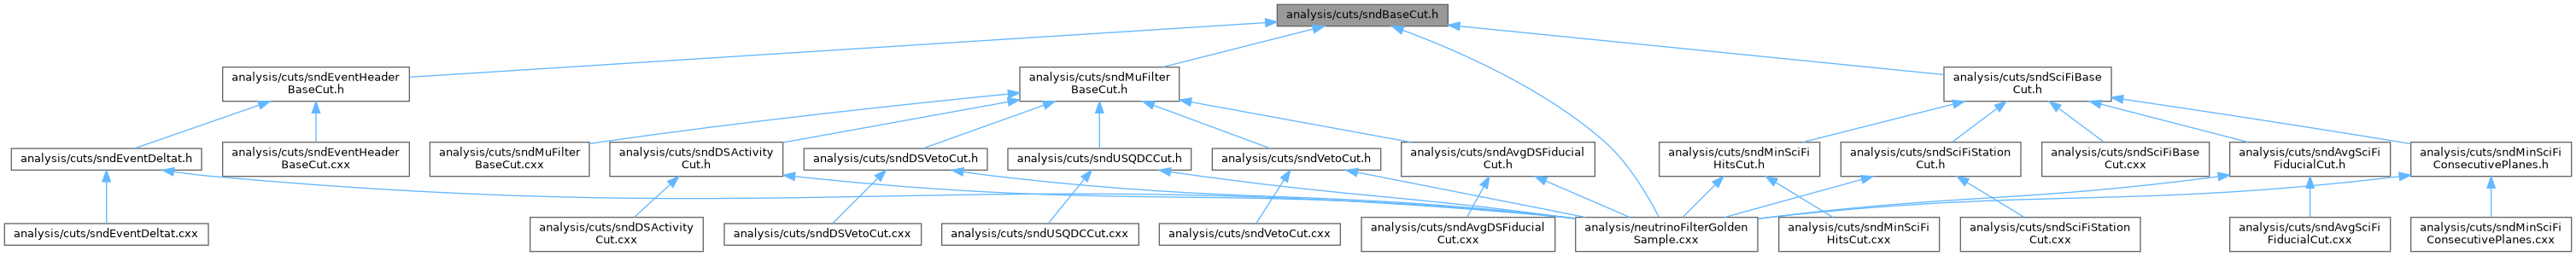 analysis/cuts/sndBaseCut.h
analysis/cuts/sndEventHeader
BaseCut.h
analysis/cuts/sndMuFilter
BaseCut.h
analysis/cuts/sndSciFiBase
Cut.h
analysis/cuts/sndEventDeltat.h
analysis/cuts/sndEventHeader
BaseCut.cxx
analysis/cuts/sndMuFilter
BaseCut.cxx
analysis/cuts/sndDSActivity
Cut.h
analysis/cuts/sndDSVetoCut.h
analysis/cuts/sndUSQDCCut.h
analysis/cuts/sndVetoCut.h
analysis/cuts/sndAvgDSFiducial
Cut.h
analysis/cuts/sndMinSciFi
HitsCut.h
analysis/cuts/sndSciFiStation
Cut.h
analysis/cuts/sndSciFiBase
Cut.cxx
analysis/cuts/sndAvgSciFi
FiducialCut.h
analysis/cuts/sndMinSciFi
ConsecutivePlanes.h
analysis/cuts/sndEventDeltat.cxx
analysis/cuts/sndDSActivity
Cut.cxx
analysis/cuts/sndDSVetoCut.cxx
analysis/cuts/sndUSQDCCut.cxx
analysis/cuts/sndVetoCut.cxx
analysis/cuts/sndAvgDSFiducial
Cut.cxx
analysis/neutrinoFilterGolden
Sample.cxx
analysis/cuts/sndMinSciFi
HitsCut.cxx
analysis/cuts/sndSciFiStation
Cut.cxx
analysis/cuts/sndAvgSciFi
FiducialCut.cxx
analysis/cuts/sndMinSciFi
ConsecutivePlanes.cxx